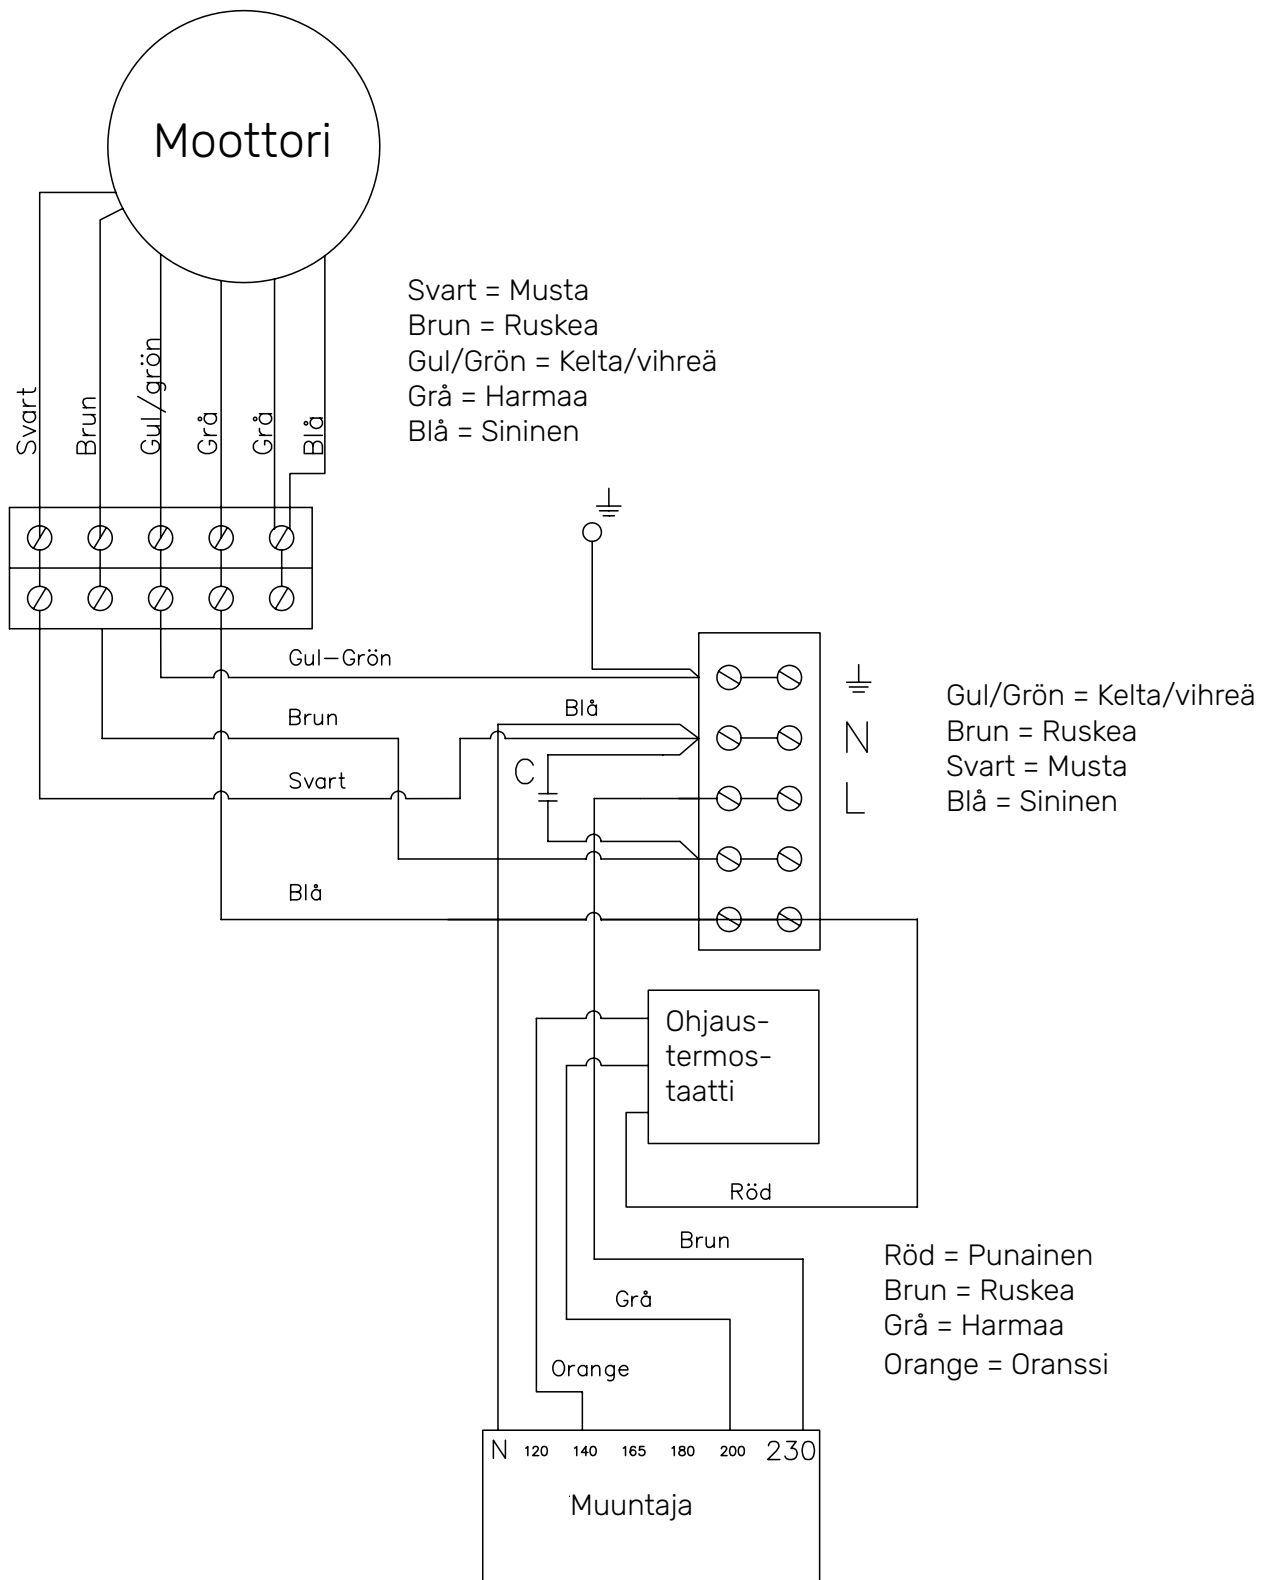 Moottori
Svart = Musta
Brun = Ruskea
Gul/Grön = Kelta/vihreä
Grå = Harmaa
Blå = Sininen
Svart
Brun
Gul/grön
Grå
Grå
Blå
Gul-Grön
Blå
Brun
C
Svart
Blå
N
L
Gul/Grön = Kelta/vihreä
Brun = Ruskea
Svart = Musta
Blå = Sininen
Ohjaus-
termos-
taatti
Röd
Brun
Grå
Orange
Röd = Punainen
Brun = Ruskea
Grå = Harmaa
Orange = Oranssi
N 120 140 165 180 200 230
Muuntaja